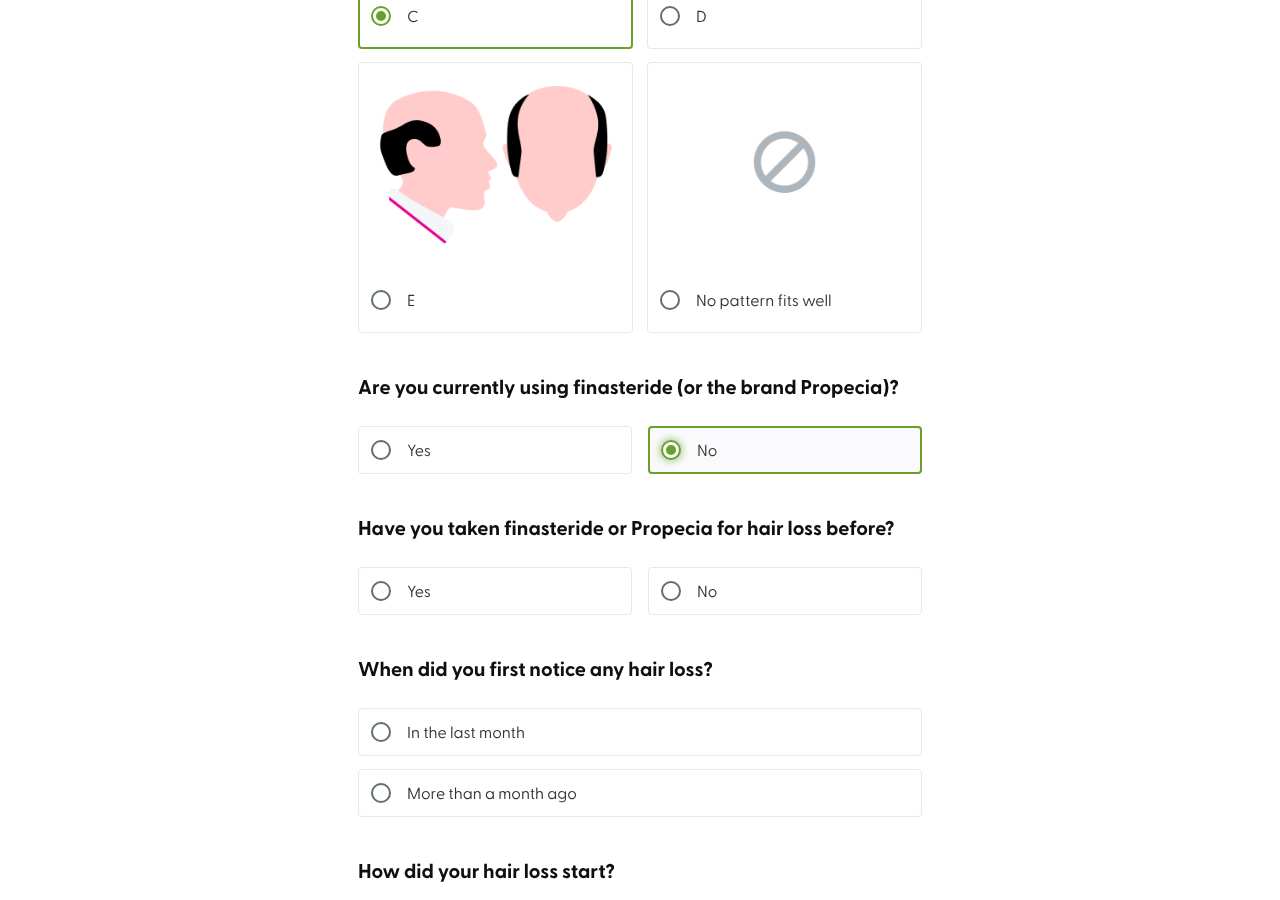 C
D
E
No pattern fits well
Are you currently using finasteride (or the brand Propecia)?
Yes
No
Have you taken finasteride or Propecia for hair loss before?
Yes
No
When did you first notice any hair loss?
In the last month
More than a month ago
How did your hair loss start?